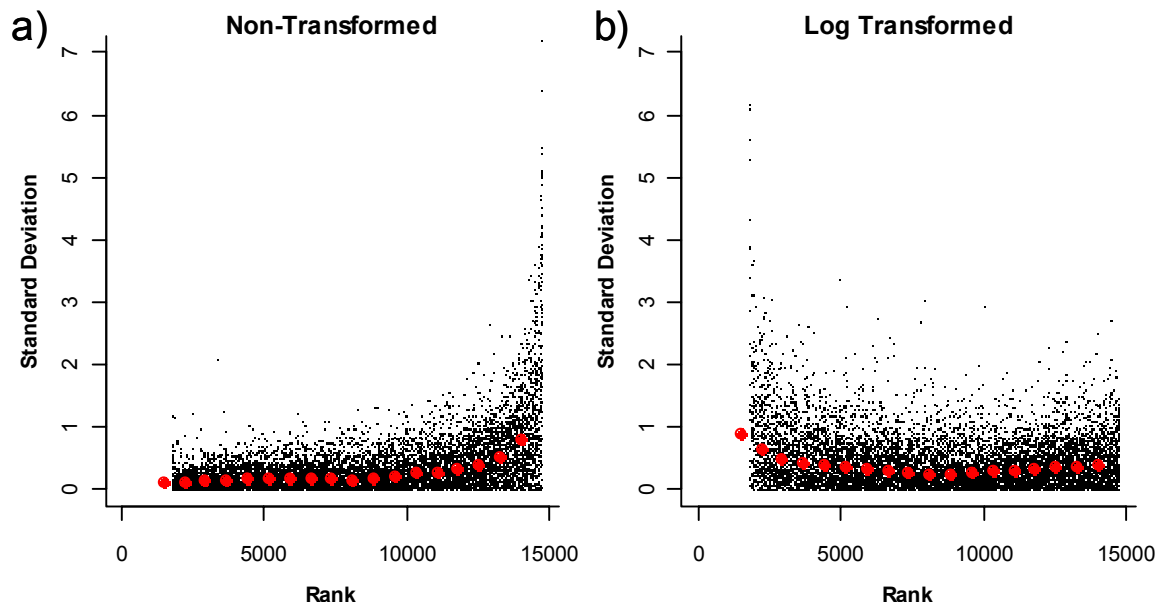 a)
Non-Transformed
Standard Deviation
7
6
5
4
3
2
1
0
0 5000 10000 15000
Rank
b)
Log Transformed
Standard Deviation
7
6
5
4
3
2
1
0
0 5000 10000 15000
Rank